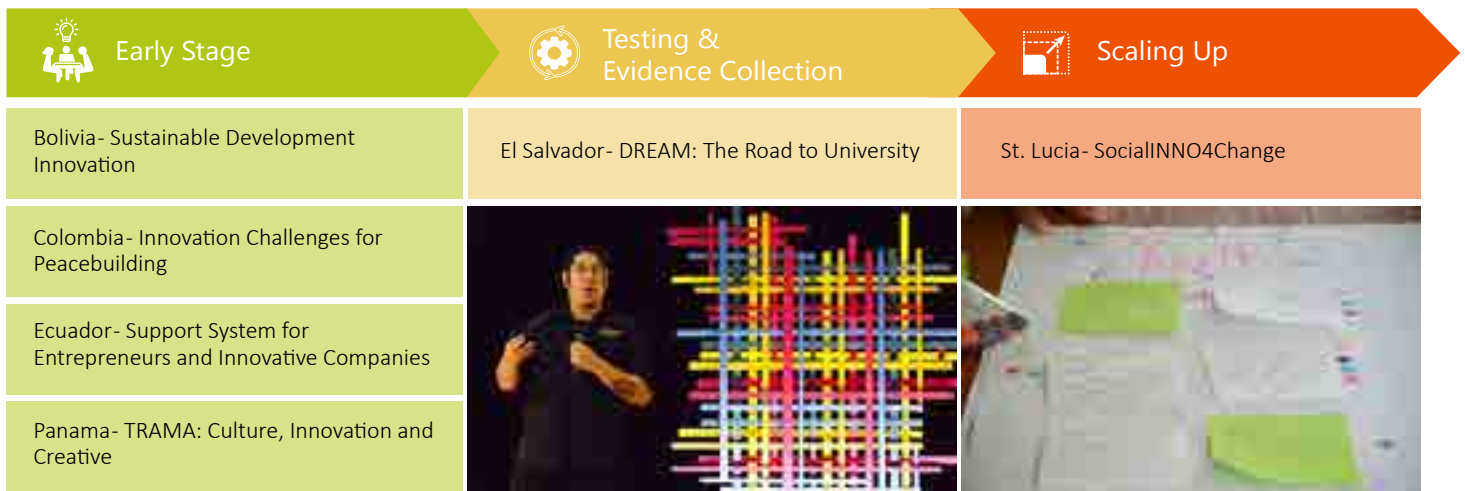 Early Stage
Testing &
Evidence Collection
Scaling Up
Bolivia- Sustainable Development
Innovation
El Salvador- DREAM: The Road to University
St. Lucia- SocialINNO4Change
Colombia- Innovation Challenges for
Peacebuilding
Ecuador- Support System for
Entrepreneurs and Innovative Companies
Panama- TRAMA: Culture, Innovation and
Creative